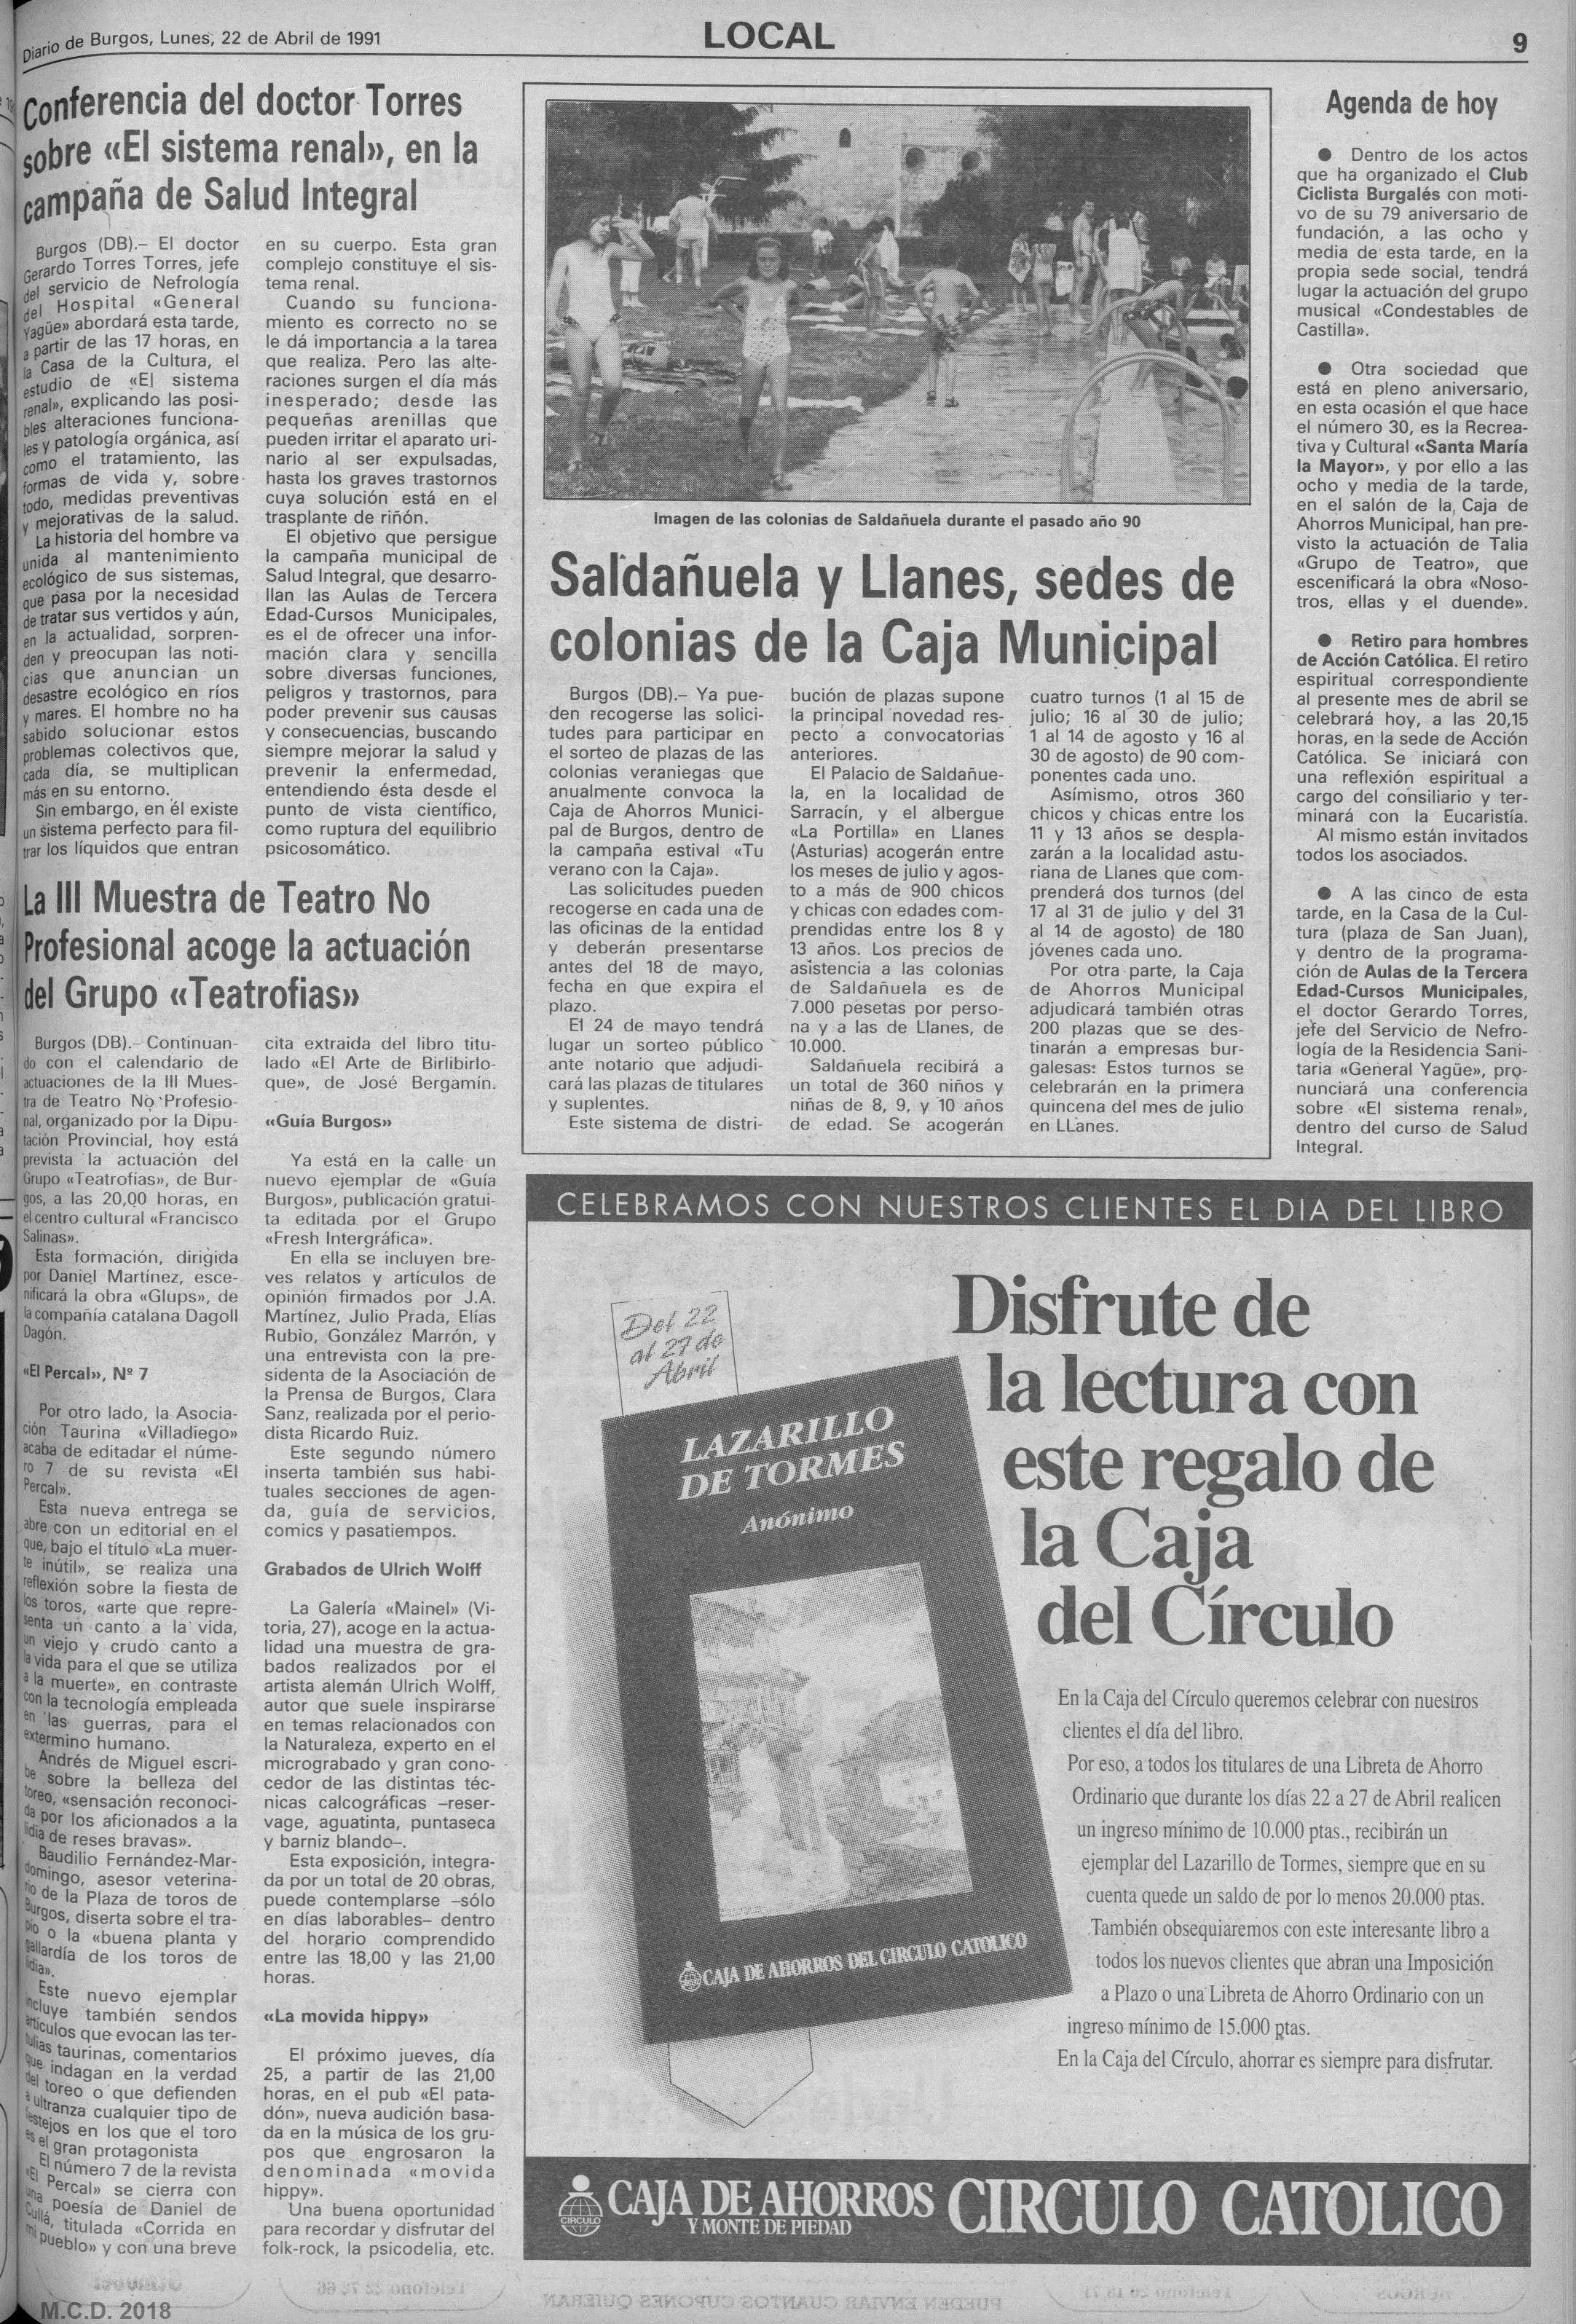 Diario de Burgos, Lunes, 22 de Abril de 1991
LOCAL
9
Conferencia del doctor Torres
sobre «El sistema renal», en la
campaña de Salud Integral
Burgos (DB).– El doctor
Gerardo Torres Torres, jefe
del servicio de Nefrología
del Hospital «General
Yagüe» abordará esta tarde,
a partir de las 17 horas, en
la Casa de la Cultura, el
estudio de «El sistema
renal», explicando las posi-
bles alteraciones funciona-
les y patología orgánica, así
como el tratamiento, las
formas de vida y, sobre
todo, medidas preventivas
y mejorativas de la salud.
La historia del hombre va
unida al mantenimiento
ecológico de sus sistemas,
que pasa por la necesidad
de tratar sus vertidos y aún,
en la actualidad, sorpren-
den y preocupan las noti-
cias que anuncian un
desastre ecológico en ríos
y mares. El hombre no ha
sabido solucionar estos
problemas colectivos que,
cada día, se multiplican
más en su entorno.
Sin embargo, en él existe
un sistema perfecto para fil-
trar los líquidos que entran
en su cuerpo. Esta gran
complejo constituye el sis-
tema renal.
Cuando su funciona-
miento es correcto no se
le dá importancia a la tarea
que realiza. Pero las alte-
raciones surgen el día más
inesperado; desde las
pequeñas arenillas que
pueden irritar el aparato uri-
nario al ser expulsadas,
hasta los graves trastornos
cuya solución está en el
trasplante de riñón.
El objetivo que persigue
la campaña municipal de
Salud Integral, que desarro-
llan las Aulas de Tercera
Edad-Cursos Municipales,
es el de ofrecer una infor-
mación clara y sencilla
sobre diversas funciones,
peligros y trastornos, para
poder prevenir sus causas
y consecuencias, buscando
siempre mejorar la salud y
prevenir la enfermedad,
entendiendo ésta desde el
punto de vista científico,
como ruptura del equilibrio
psicosomático.
La III Muestra de Teatro No
Profesional acoge la actuación
del Grupo «Teatrofias»
Burgos (DB).– Continuan-
do con el calendario de
actuaciones de la III Mues-
tra de Teatro No Profesio-
nal, organizado por la Dipu-
tación Provincial, hoy está
prevista la actuación del
Grupo «Teatrofias», de Bur-
gos, a las 20,00 horas, en
el centro cultural «Francisco
Salinas».
Esta formación, dirigida
por Daniel Martínez, esce-
nificará la obra «Glups», de
la compañía catalana Dagoll
Dagón.
«El Percal», Nº 7
Por otro lado, la Asocia-
ción Taurina «Villadiego»
acaba de editadar el núme-
ro 7 de su revista «El
Percal».
Esta nueva entrega se
abre con un editorial en el
que, bajo el título «La muer-
te inútil», se realiza una
reflexión sobre la fiesta de
los toros, «arte que repre-
senta un canto a la vida,
un viejo y crudo canto a
la vida para el que se utiliza
a la muerte», en contraste
con la tecnología empleada
en las guerras, para el
extermino humano.
Andrés de Miguel escri-
be sobre la belleza del
toreo, «sensación reconoci-
da por los aficionados a la
lidia de reses bravas».
Baudilio Fernández-Mar-
domingo, asesor veterina-
rio de la Plaza de toros de
Burgos, diserta sobre el tra-
pío o la «buena planta y
gallardía de los toros de
lidia».
Este nuevo ejemplar
incluye también sendos
artículos que evocan las ter-
tulias taurinas, comentarios
que indagan en la verdad
del toreo o que defienden
a ultranza cualquier tipo de
festejos en los que el toro
es el gran protagonista
El número 7 de la revista
«El Percal» se cierra con
una poesía de Daniel de
Cullá, titulada «Corrida en
mi pueblo» y con una breve
cita extraida del libro titu-
lado «El Arte de Birlibirlo-
que», de José Bergamín.
«Guía Burgos»
Ya está en la calle un
nuevo ejemplar de «Guía
Burgos», publicación gratui-
ta editada por el Grupo
«Fresh Intergráfica».
En ella se incluyen bre-
ves relatos y artículos de
opinión firmados por J.A.
Martínez, Julio Prada, Elías
Rubio, González Marrón, y
una entrevista con la pre-
sidenta de la Asociación de
la Prensa de Burgos, Clara
Sanz, realizada por el perio-
dista Ricardo Ruiz.
Este segundo número
inserta también sus habi-
tuales secciones de agen-
da, guía de servicios,
comics y pasatiempos.
Grabados de Ulrich Wolff
La Galería «Mainel» (Vi-
toria, 27), acoge en la actua-
lidad una muestra de gra-
bados realizados por el
artista alemán Ulrich Wolff,
autor que suele inspirarse
en temas relacionados con
la Naturaleza, experto en el
micrograbado y gran cono-
cedor de las distintas téc-
nicas calcográficas –reser-
vage, aguatinta, puntaseca
y barniz blando–.
Esta exposición, integra-
da por un total de 20 obras,
puede contemplarse –sólo
en días laborables– dentro
del horario comprendido
entre las 18,00 y las 21,00
horas.
«La movida hippy»
El próximo jueves, día
25, a partir de las 21,00
horas, en el pub «El pata-
dón», nueva audición basa-
da en la música de los gru-
pos que engrosaron la
denominada «movida
hippy».
Una buena oportunidad
para recordar y disfrutar del
folk-rock, la psicodelia, etc.
Imagen de las colonias de Saldañuela durante el pasado año 90
Saldañuela y Llanes, sedes de
colonias de la Caja Municipal
Burgos (DB).– Ya pue-
den recogerse las solici-
tudes para participar en
el sorteo de plazas de las
colonias veraniegas que
anualmente convoca la
Caja de Ahorros Munici-
pal de Burgos, dentro de
la campaña estival «Tu
verano con la Caja».
Las solicitudes pueden
recogerse en cada una de
las oficinas de la entidad
y deberán presentarse
antes del 18 de mayo,
fecha en que expira el
plazo.
El 24 de mayo tendrá
lugar un sorteo público
ante notario que adjudi-
cará las plazas de titulares
y suplentes.
Este sistema de distri-
bución de plazas supone
la principal novedad res-
pecto a convocatorias
anteriores.
El Palacio de Saldañue-
la, en la localidad de
Sarracín, y el albergue
«La Portilla» en Llanes
(Asturias) acogerán entre
los meses de julio y agos-
to a más de 900 chicos
y chicas con edades com-
prendidas entre los 8 y
13 años. Los precios de
asistencia a las colonias
de Saldañuela es de
7.000 pesetas por perso-
na y a las de Llanes, de
10.000.
Saldañuela recibirá a
un total de 360 niños y
niñas de 8, 9, y 10 años
de edad. Se acogerán
cuatro turnos (1 al 15 de
julio; 16 al 30 de julio;
1 al 14 de agosto y 16 al
30 de agosto) de 90 com-
ponentes cada uno.
Asímismo, otros 360
chicos y chicas entre los
11 y 13 años se despla-
zarán a la localidad astu-
riana de Llanes que com-
prenderá dos turnos (del
17 al 31 de julio y del 31
al 14 de agosto) de 180
jóvenes cada uno.
Por otra parte, la Caja
de Ahorros Municipal
adjudicará también otras
200 plazas que se des-
tinarán a empresas bur-
galesas: Estos turnos se
celebrarán en la primera
quincena del mes de julio
en LLanes.
Agenda de hoy
● Dentro de los actos
que ha organizado el Club
Ciclista Burgalés con moti-
vo de su 79 aniversario de
fundación, a las ocho y
media de esta tarde, en la
propia sede social, tendrá
lugar la actuación del grupo
musical «Condestables de
Castilla».
● Otra sociedad que
está en pleno aniversario,
en esta ocasión el que hace
el número 30, es la Recrea-
tiva y Cultural «Santa María
la Mayor», y por ello a las
ocho y media de la tarde,
en el salón de la Caja de
Ahorros Municipal, han pre-
visto la actuación de Talia
«Grupo de Teatro», que
escenificará la obra «Noso-
tros, ellas y el duende».
● Retiro para hombres
de Acción Católica. El retiro
espiritual correspondiente
al presente mes de abril se
celebrará hoy, a las 20,15
horas, en la sede de Acción
Católica. Se iniciará con
una reflexión espiritual a
cargo del consiliario y ter-
minará con la Eucaristía.
Al mismo están invitados
todos los asociados.
● A las cinco de esta
tarde, en la Casa de la Cul-
tura (plaza de San Juan),
y dentro de la programa-
ción de Aulas de la Tercera
Edad-Cursos Municipales,
el doctor Gerardo Torres,
jefe del Servicio de Nefro-
logía de la Residencia Sani-
taria «General Yagüe», pro-
nunciará una conferencia
sobre «El sistema renal»,
dentro del curso de Salud
Integral.
CELEBRAMOS CON NUESTROS CLIENTES EL DIA DEL LIBRO
Del 22
al 27 de
Abril
LAZARILLO
DE TORMES
Anónimo
CAJA DE AHORROS DEL CIRCULO CATOLICO
Disfrute de
la lectura con
este regalo de
la Caja
del Círculo
En la Caja del Círculo queremos celebrar con nuestros
clientes el día del libro.
Por eso, a todos los titulares de una Libreta de Ahorro
Ordinario que durante los días 22 a 27 de Abril realicen
un ingreso mínimo de 10.000 ptas., recibirán un
ejemplar del Lazarillo de Tormes, siempre que en su
cuenta quede un saldo de por lo menos 20.000 ptas.
También obsequiaremos con este interesante libro a
todos los nuevos clientes que abran una Imposición
a Plazo o una Libreta de Ahorro Ordinario con un
ingreso mínimo de 15.000 ptas.
En la Caja del Círculo, ahorrar es siempre para disfrutar.
CIRCULO
CAJA DE AHORROS
Y MONTE DE PIEDAD
CIRCULO CATOLICO
M.C.D. 2018